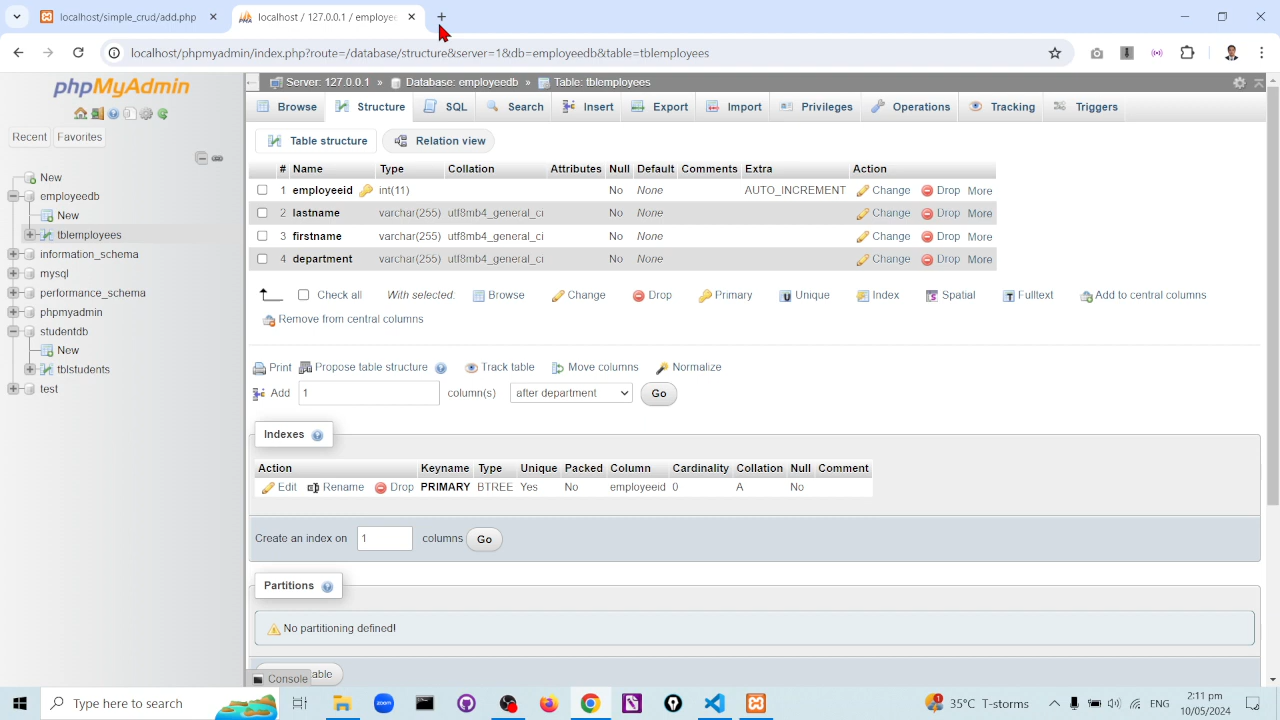 localhost/simple_crud/add.php
localhost / 127.0.0.1 / employee
localhost/phpmyadmin/index.php?route=/database/structure&server=1&db=employeedb&table=tblemployees
phpMyAdmin
Recent Favorites
New
employeedb
New
tblemployees
information_schema
mysql
performance_schema
phpmyadmin
studentdb
New
tblstudents
test
Server: 127.0.0.1 » Database: employeedb » Table: tblemployees
Browse Structure SQL Search Insert Export Import Privileges Operations Tracking Triggers
Table structure Relation view
# Name Type Collation Attributes Null Default Comments Extra Action
1 employeeid int(11) No None AUTO_INCREMENT Change Drop More
2 lastname varchar(255) utf8mb4_general_ci No None Change Drop More
3 firstname varchar(255) utf8mb4_general_ci No None Change Drop More
4 department varchar(255) utf8mb4_general_ci No None Change Drop More
Check all With selected: Browse Change Drop Primary Unique Index Spatial Fulltext Add to central columns
Remove from central columns
Print Propose table structure Track table Move columns Normalize
Add 1 column(s) after department Go
Indexes
Action Keyname Type Unique Packed Column Cardinality Collation Null Comment
Edit Rename Drop PRIMARY BTREE Yes No employeeid 0 A No
Create an index on 1 columns Go
Partitions
No partitioning defined!
Console able
Type here to search
zoom
1 35°C T-storms
ENG
2:11 pm
10/05/2024